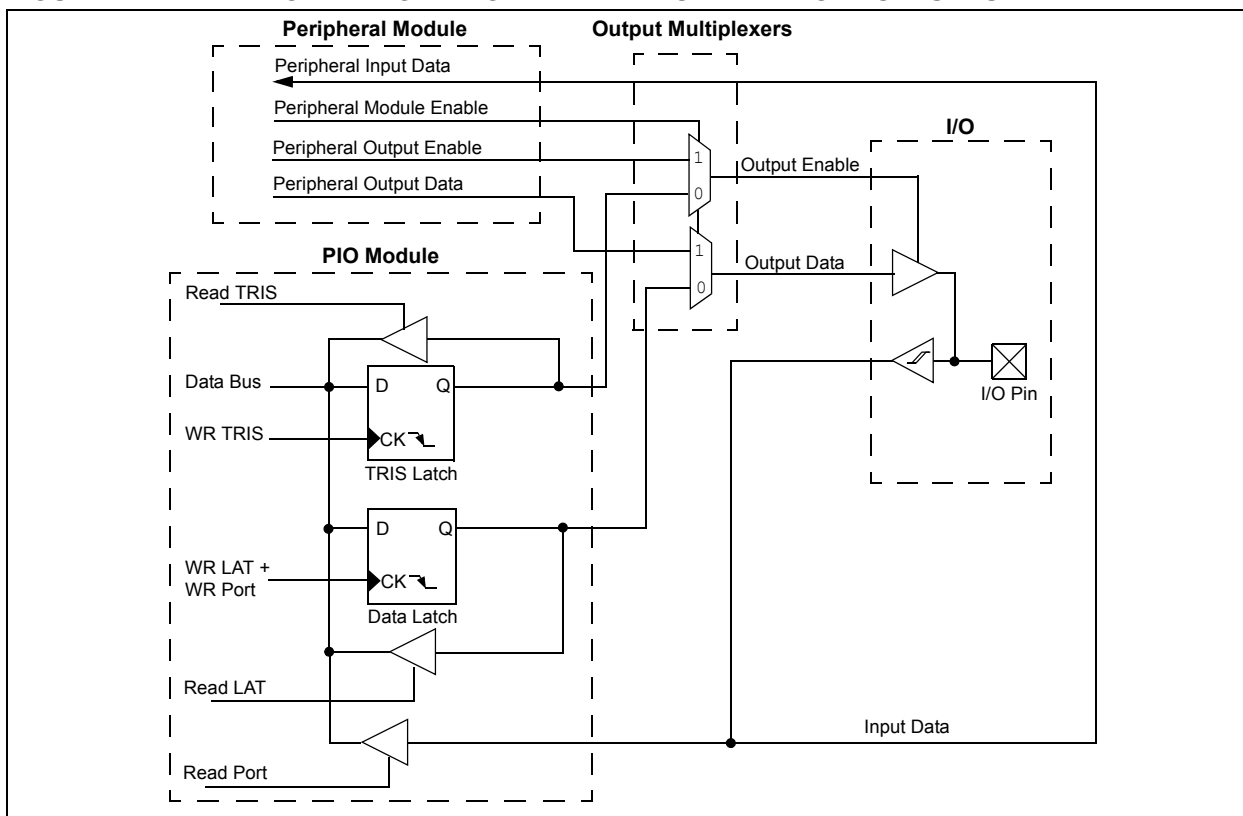 Peripheral Module
Output Multiplexers
Peripheral Input Data
Peripheral Module Enable
I/O
Peripheral Output Enable
1
Output Enable
Peripheral Output Data
0
PIO Module
1
Output Data
0
Read TRIS
Data Bus
D
Q
I/O Pin
WR TRIS
CK
TRIS Latch
D
Q
WR LAT +
WR Port
CK
Data Latch
Read LAT
Input Data
Read Port